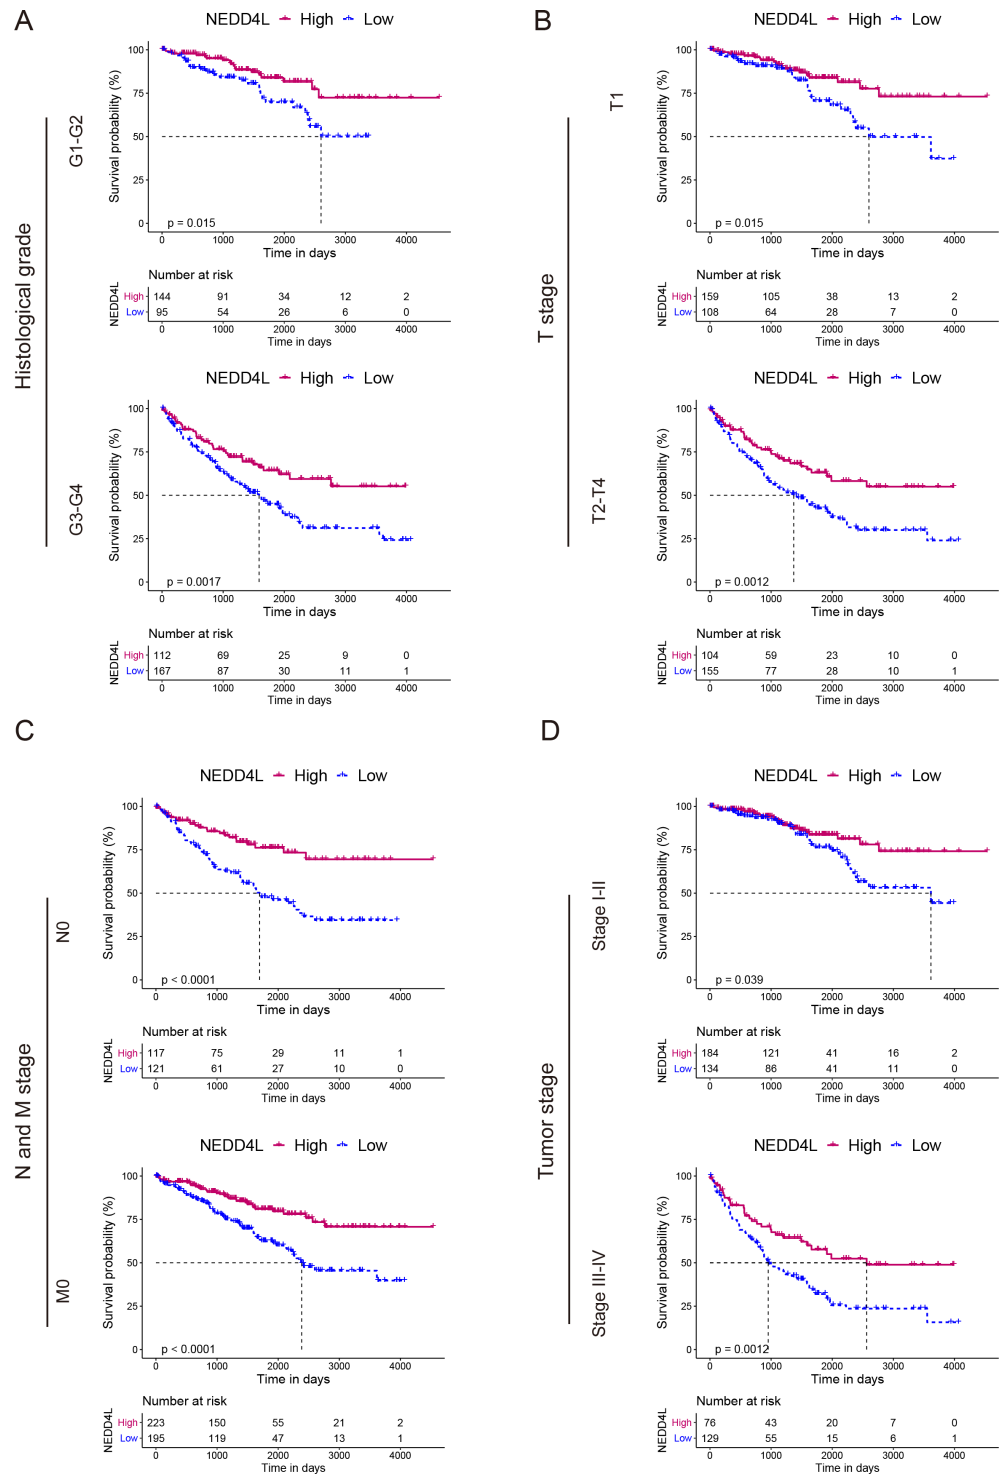 A
NEDD4L High Low
Histological grade
G1-G2
Survival probability (%)
100
75
50
25
0
p = 0.015
0 1000 2000 3000 4000
Time in days
Number at risk
NEDD4L
High 144 91 34 12 2
Low 95 54 26 6 0
0 1000 2000 3000 4000
Time in days
NEDD4L High Low
G3-G4
Survival probability (%)
100
75
50
25
0
p = 0.0017
0 1000 2000 3000 4000
Time in days
Number at risk
NEDD4L
High 112 69 25 9 0
Low 167 87 30 11 1
0 1000 2000 3000 4000
Time in days
B
NEDD4L High Low
T stage
T1
Survival probability (%)
100
75
50
25
0
p = 0.015
0 1000 2000 3000 4000
Time in days
Number at risk
NEDD4L
High 159 105 38 13 2
Low 108 64 28 7 0
0 1000 2000 3000 4000
Time in days
NEDD4L High Low
T2-T4
Survival probability (%)
100
75
50
25
0
p = 0.0012
0 1000 2000 3000 4000
Time in days
Number at risk
NEDD4L
High 104 59 23 10 0
Low 155 77 28 10 1
0 1000 2000 3000 4000
Time in days
C
NEDD4L High Low
N and M stage
N0
Survival probability (%)
100
75
50
25
0
p < 0.0001
0 1000 2000 3000 4000
Time in days
Number at risk
NEDD4L
High 117 75 29 11 1
Low 121 61 27 10 0
0 1000 2000 3000 4000
Time in days
NEDD4L High Low
M0
Survival probability (%)
100
75
50
25
0
p < 0.0001
0 1000 2000 3000 4000
Time in days
Number at risk
NEDD4L
High 223 150 55 21 2
Low 195 119 47 13 1
0 1000 2000 3000 4000
Time in days
D
NEDD4L High Low
Tumor stage
Stage I-II
Survival probability (%)
100
75
50
25
0
p = 0.039
0 1000 2000 3000 4000
Time in days
Number at risk
NEDD4L
High 184 121 41 16 2
Low 134 86 41 11 0
0 1000 2000 3000 4000
Time in days
NEDD4L High Low
Stage III-IV
Survival probability (%)
100
75
50
25
0
p = 0.0012
0 1000 2000 3000 4000
Time in days
Number at risk
NEDD4L
High 76 43 20 7 0
Low 129 55 15 6 1
0 1000 2000 3000 4000
Time in days